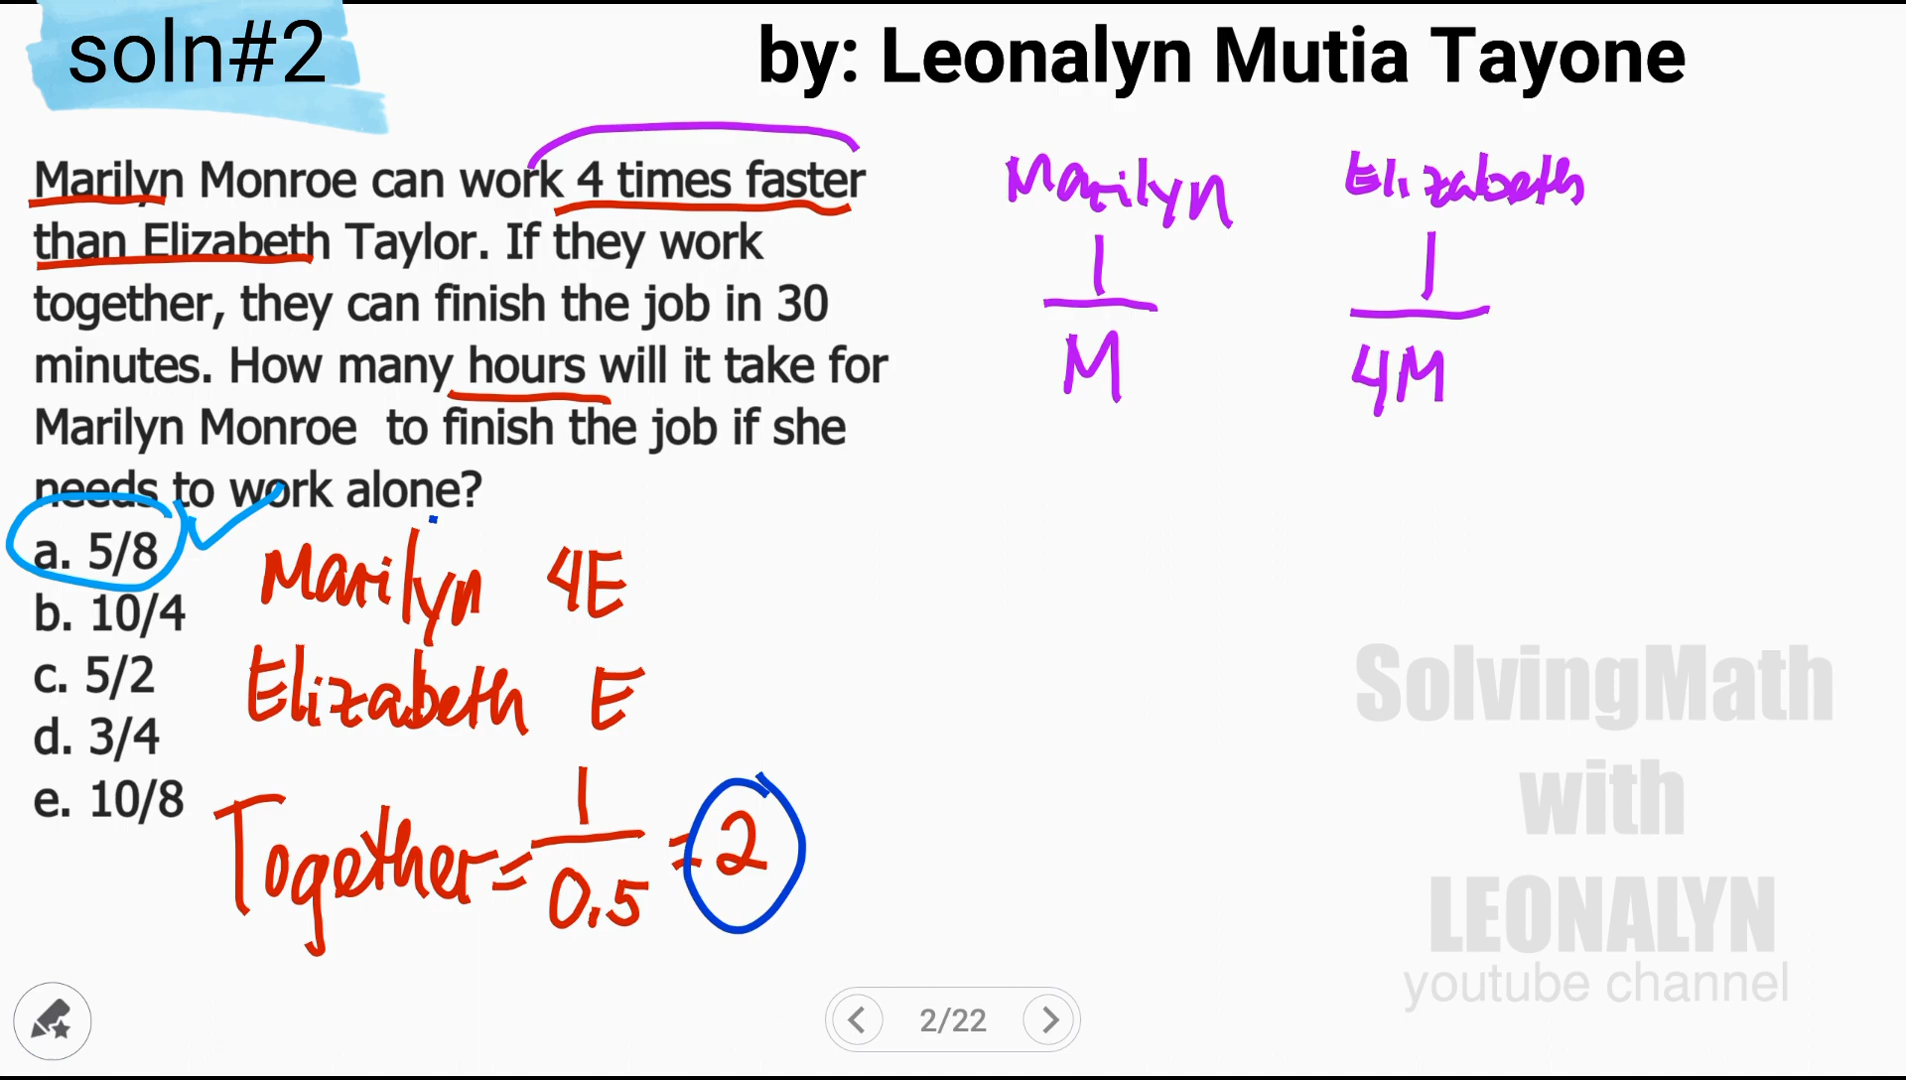 soln#2
by: Leonalyn Mutia Tayone
Marilyn Monroe can work 4 times faster
than Elizabeth Taylor. If they work
together, they can finish the job in 30
minutes. How many hours will it take for
Marilyn Monroe to finish the job if she
needs to work alone?
a. 5/8
b. 10/4
c. 5/2
d. 3/4
e. 10/8
Marilyn 4E
Elizabeth E
Together = 1/0.5 = 2
Marilyn Elizabeth
1 1
M 4M
SolvingMath
with
LEONALYN
youtube channel
2/22